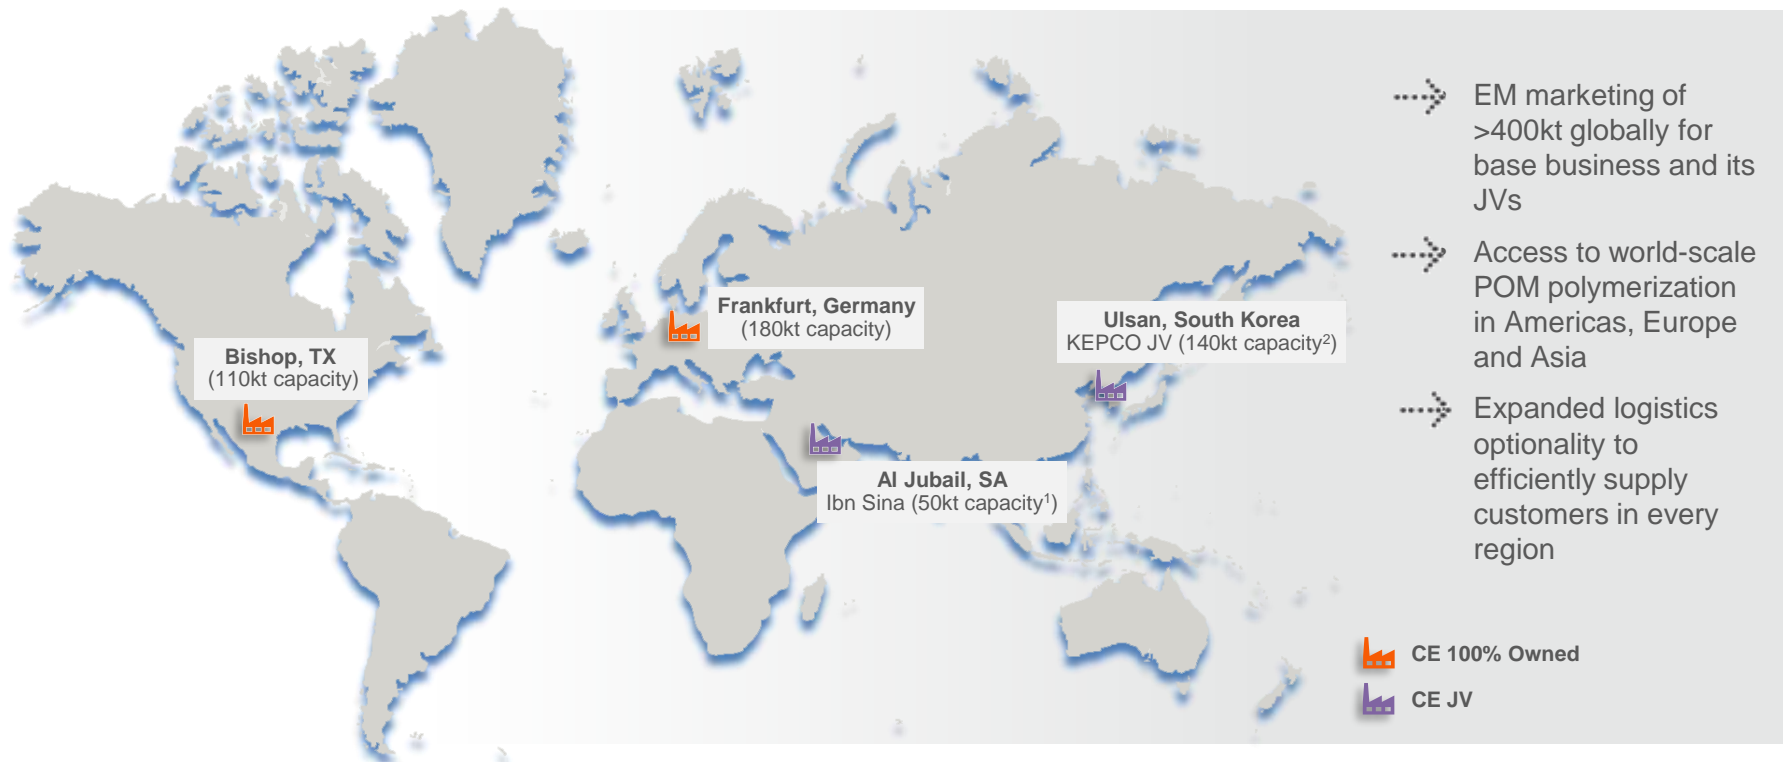 EM marketing of
>400kt globally for
base business and its
JVs
Access to world-scale
POM polymerization
in Americas, Europe
and Asia
Expanded logistics
optionality to
efficiently supply
customers in every
region
Frankfurt, Germany
(180kt capacity)
Ulsan, South Korea
KEPCO JV (140kt capacity²)
Bishop, TX
(110kt capacity)
Al Jubail, SA
Ibn Sina (50kt capacity¹)
CE 100% Owned
CE JV